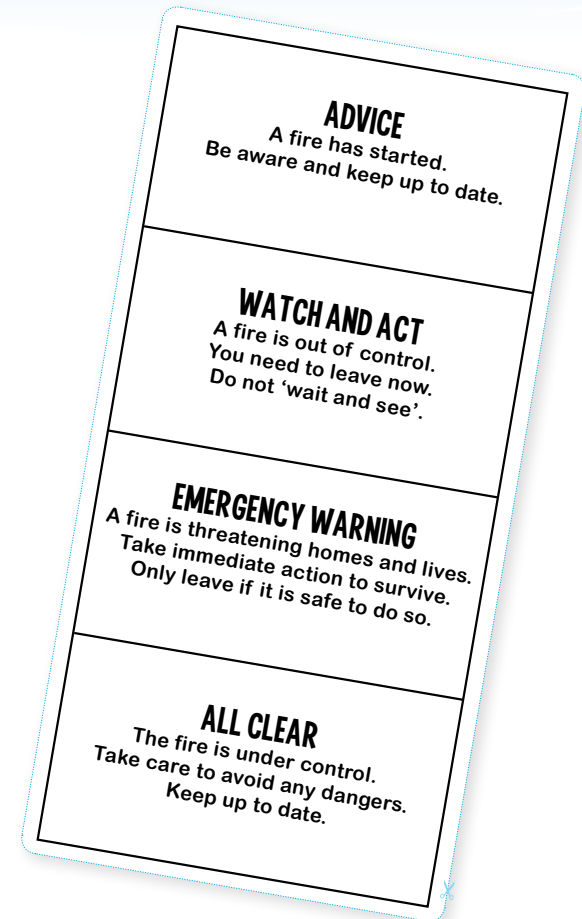 ADVICE
A fire has started.
Be aware and keep up to date.
WATCH AND ACT
A fire is out of control.
You need to leave now.
Do not ‘wait and see’.
EMERGENCY WARNING
A fire is threatening homes and lives.
Take immediate action to survive.
Only leave if it is safe to do so.
ALL CLEAR
The fire is under control.
Take care to avoid any dangers.
Keep up to date.